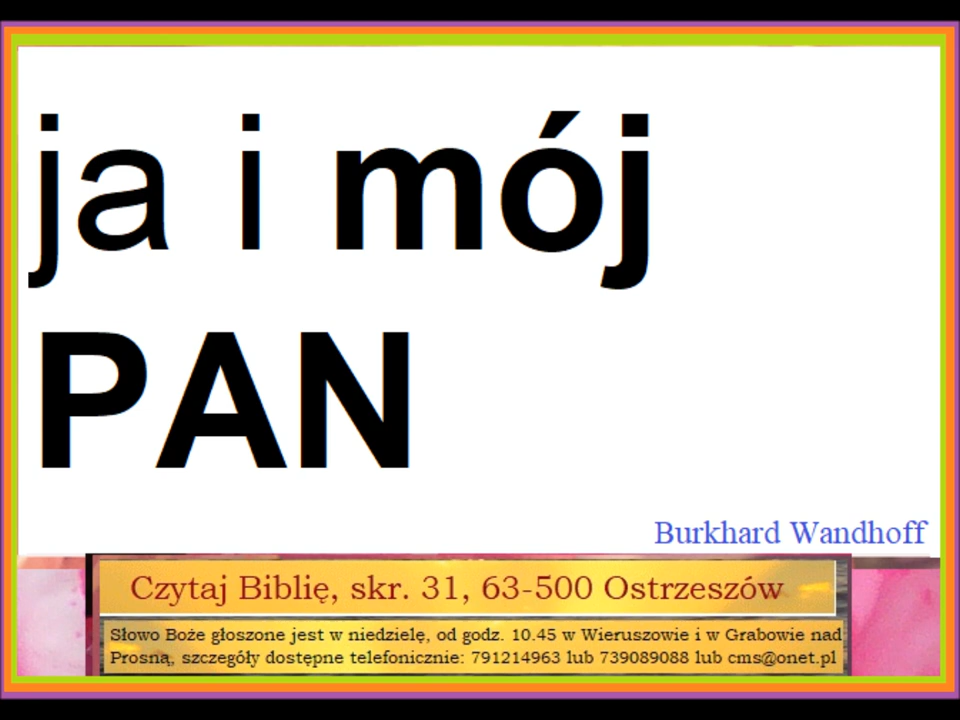 ja i mój
PAN
Burkhard Wandhoff
Czytaj Biblię, skr. 31, 63-500 Ostrzeszów
Słowo Boże głoszone jest w niedzielę, od godz. 10.45 w Wieruszowie i w Grabowie nad
Prosną, szczegóły dostępne telefonicznie: 791214963 lub 739089088 lub cms@onet.pl